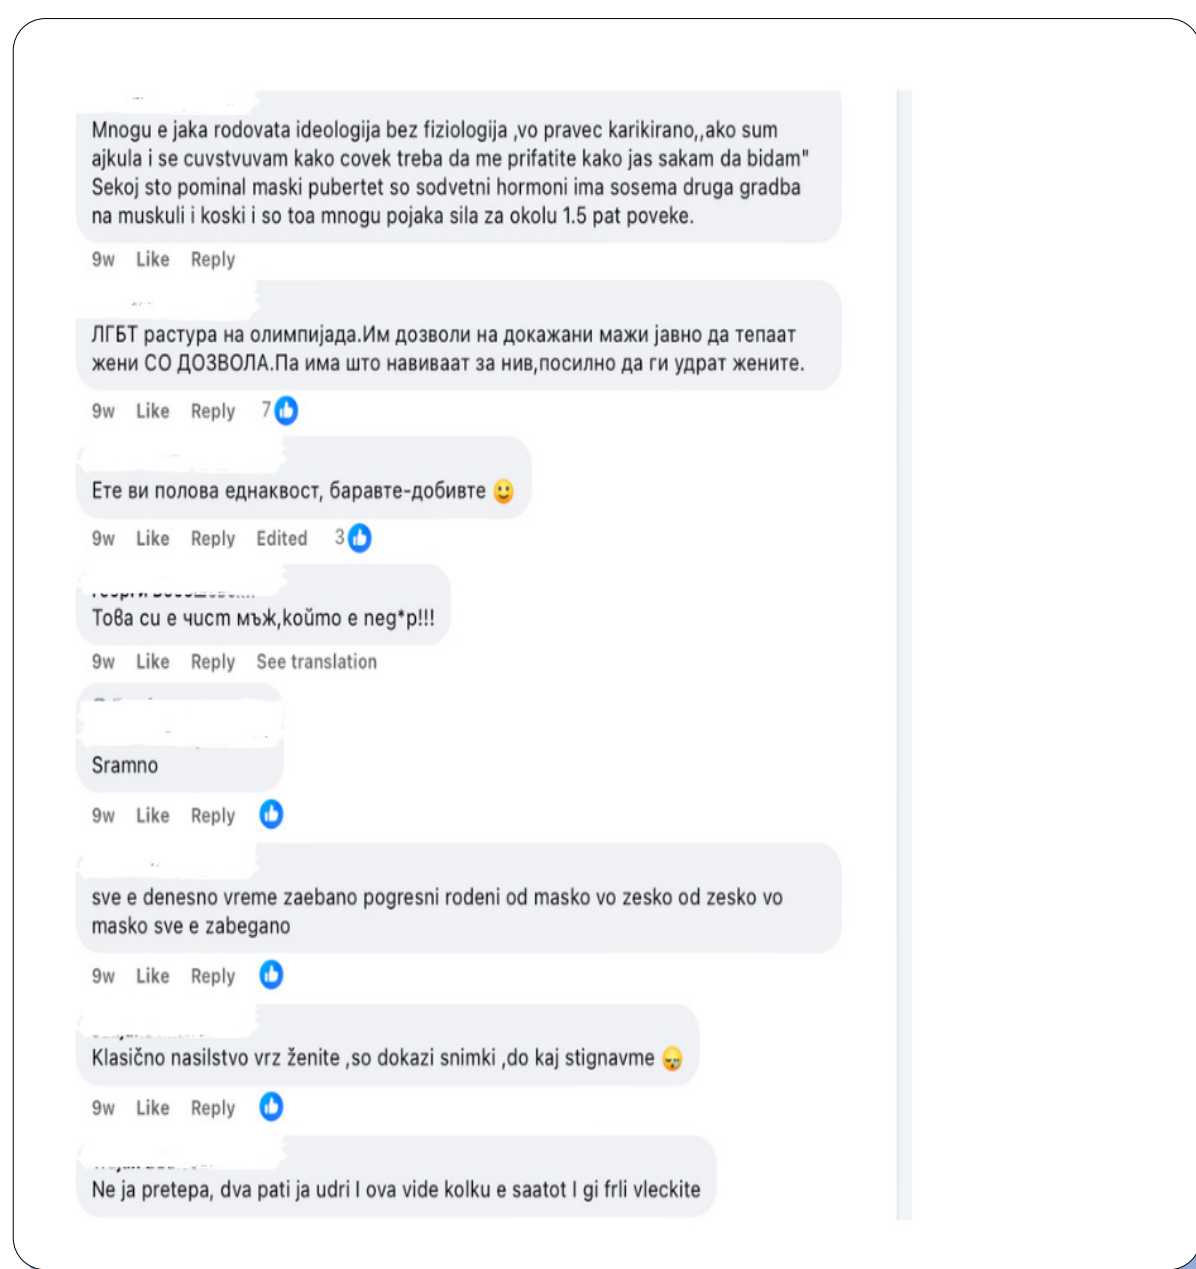 Mnogu e jaka rodovata ideologija bez fiziologija ,vo pravec karikirano,,ako sum
ajkula i se cuvstvuvam kako covek treba da me prifatite kako jas sakam da bidam"
Sekoj sto pominal maski pubertet so sodvetni hormoni ima sosema druga gradba
na muskuli i koski i so toa mnogu pojaka sila za okolu 1.5 pat poveke.
9w Like Reply
ЛГБТ растура на олимпијада.Им дозволи на докажани мажи јавно да тепаат
жени СО ДОЗВОЛА.Па има што навиваат за нив,посилно да ги удрат жените.
9w Like Reply 7
Ете ви полова еднаквост, баравте-добивте 🙂
9w Like Reply Edited 3
Това си е чист мъж,който е пед*р!!!
9w Like Reply See translation
Sramno
9w Like Reply
sve e denesno vreme zaebano pogresni rodeni od masko vo zesko od zesko vo
masko sve e zabegano
9w Like Reply
Klasično nasilstvo vrz ženite ,so dokazi snimki ,do kaj stignavme 😪
9w Like Reply
Ne ja pretepa, dva pati ja udri I ova vide kolku e saatot I gi frli vleckite